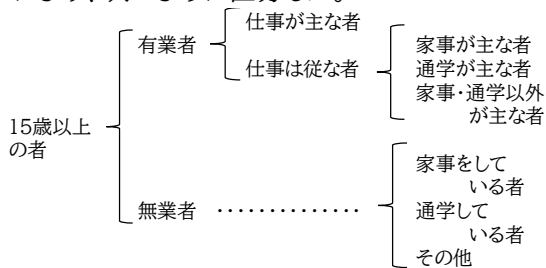 仕事が主な者
有業者
仕事は従な者
家事が主な者
通学が主な者
家事・通学以外
が主な者
15歳以上
の者
家事をして
いる者
無業者 ··············
通学して
いる者
その他